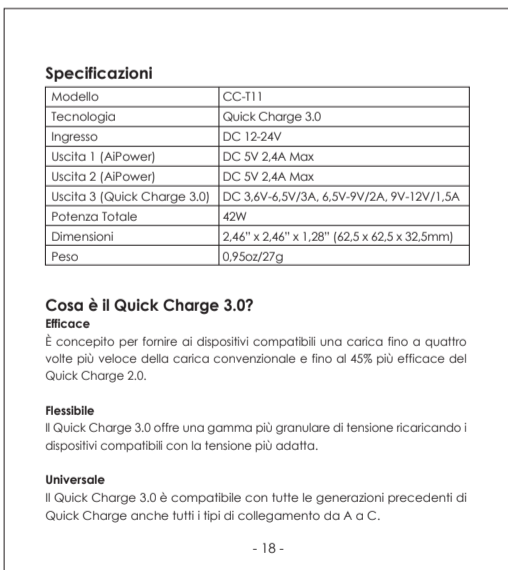 Specificazioni
Modello CC-T11
Tecnologia Quick Charge 3.0
Ingresso DC 12-24V
Uscita 1 (AiPower) DC 5V 2,4A Max
Uscita 2 (AiPower) DC 5V 2,4A Max
Uscita 3 (Quick Charge 3.0) DC 3,6V-6,5V/3A, 6,5V-9V/2A, 9V-12V/1,5A
Potenza Totale 42W
Dimensioni 2,46” x 2,46” x 1,28” (62,5 x 62,5 x 32,5mm)
Peso 0,95oz/27g
Cosa è il Quick Charge 3.0?
Efficace
È concepito per fornire ai dispositivi compatibili una carica fino a quattro
volte più veloce della carica convenzionale e fino al 45% più efficace del
Quick Charge 2.0.
Flessibile
Il Quick Charge 3.0 offre una gamma più granulare di tensione ricaricando i
dispositivi compatibili con la tensione più adatta.
Universale
Il Quick Charge 3.0 è compatibile con tutte le generazioni precedenti di
Quick Charge anche tutti i tipi di collegamento da A a C.
- 18 -